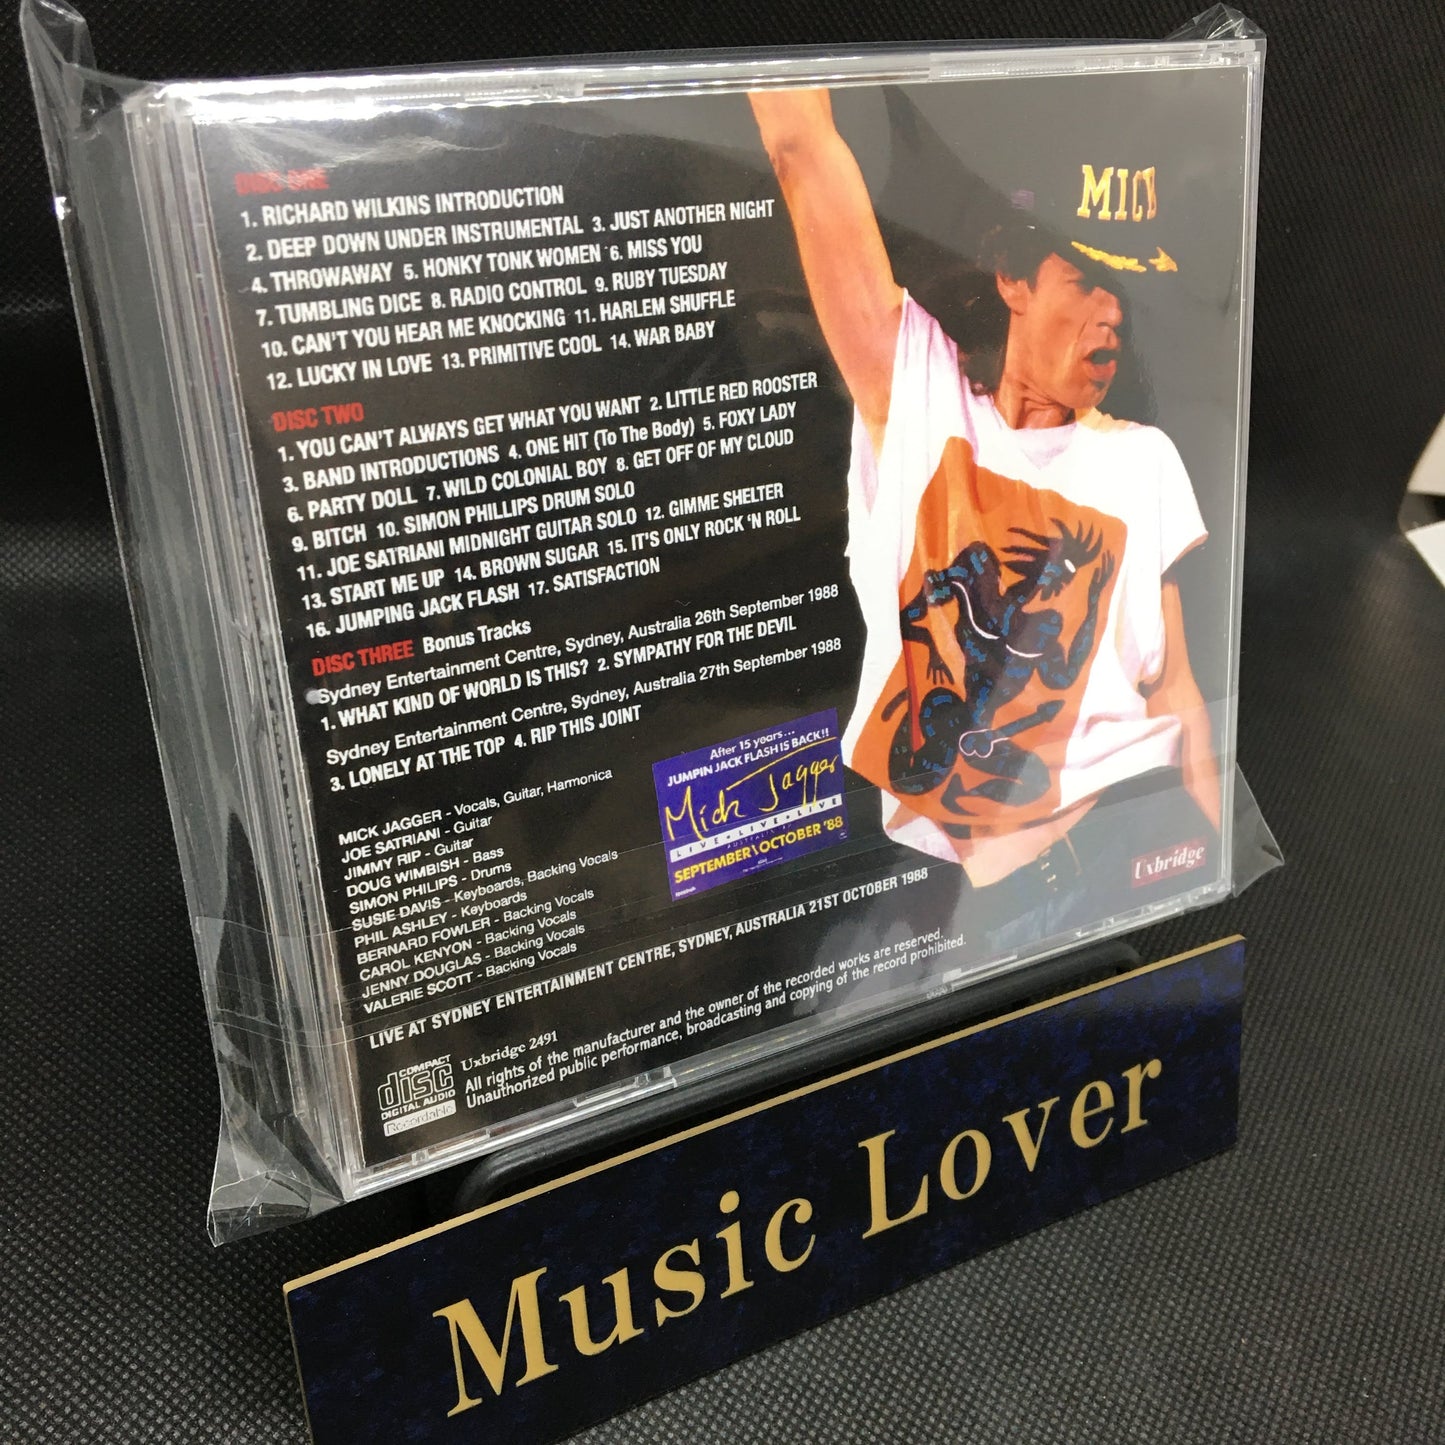 DISC ONE
1. RICHARD WILKINS INTRODUCTION
2. DEEP DOWN UNDER INSTRUMENTAL 3. JUST ANOTHER NIGHT
4. THROWAWAY 5. HONKY TONK WOMEN 6. MISS YOU
7. TUMBLING DICE 8. RADIO CONTROL 9. RUBY TUESDAY
10. CAN'T YOU HEAR ME KNOCKING 11. HARLEM SHUFFLE
12. LUCKY IN LOVE 13. PRIMITIVE COOL 14. WAR BABY
DISC TWO
1. YOU CAN'T ALWAYS GET WHAT YOU WANT 2. LITTLE RED ROOSTER
3. BAND INTRODUCTIONS 4. ONE HIT (To The Body) 5. FOXY LADY
6. PARTY DOLL 7. WILD COLONIAL BOY 8. GET OFF OF MY CLOUD
9. BITCH 10. SIMON PHILLIPS DRUM SOLO
11. JOE SATRIANI MIDNIGHT GUITAR SOLO 12. GIMME SHELTER
13. START ME UP 14. BROWN SUGAR 15. IT'S ONLY ROCK 'N ROLL
16. JUMPING JACK FLASH 17. SATISFACTION
DISC THREE Bonus Tracks
Sydney Entertainment Centre, Sydney, Australia 26th September 1988
1. WHAT KIND OF WORLD IS THIS? 2. SYMPATHY FOR THE DEVIL
Sydney Entertainment Centre, Sydney, Australia 27th September 1988
3. LONELY AT THE TOP 4. RIP THIS JOINT
MICK JAGGER - Vocals, Guitar, Harmonica
JOE SATRIANI - Guitar
JIMMY RIP - Guitar
DOUG WIMBISH - Bass
SIMON PHILIPS - Drums
SUSIE DAVIS - Keyboards, Backing Vocals
PHIL ASHLEY - Keyboards
BERNARD FOWLER - Backing Vocals
CAROL KENYON - Backing Vocals
JENNY DOUGLAS - Backing Vocals
VALERIE SCOTT - Backing Vocals
LIVE AT SYDNEY ENTERTAINMENT CENTRE, SYDNEY, AUSTRALIA 21ST OCTOBER 1988
After 15 years...
JUMPIN JACK FLASH IS BACK!!
Mick Jagger
LIVE • LIVE • LIVE
SEPTEMBER\OCTOBER '88
MICK
Uxbridge
COMPACT
disc
DIGITAL AUDIO
Recordable
Uxbridge 2491
All rights of the manufacturer and the owner of the recorded works are reserved.
Unauthorized public performance, broadcasting and copying of the record prohibited.
Music Lover